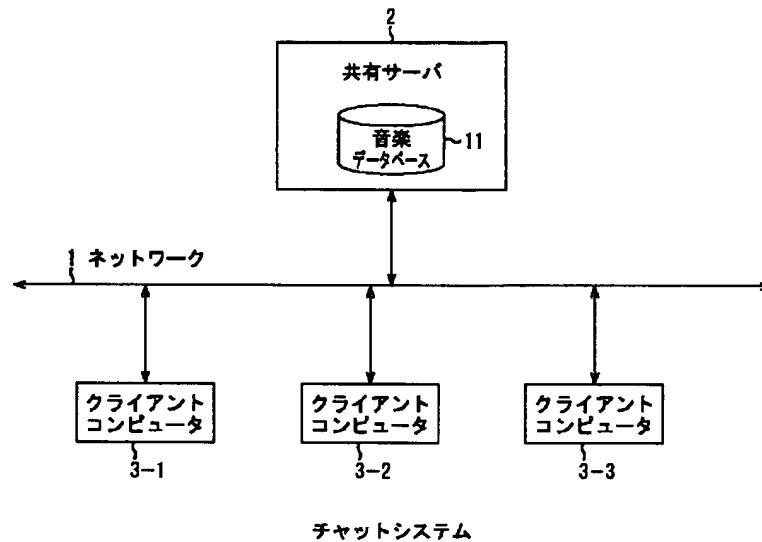 2
共有サーバ
音楽
データベース
11
1 ネットワーク
クライアント
コンピュータ
クライアント
コンピュータ
クライアント
コンピュータ
3-1
3-2
3-3
チャットシステム